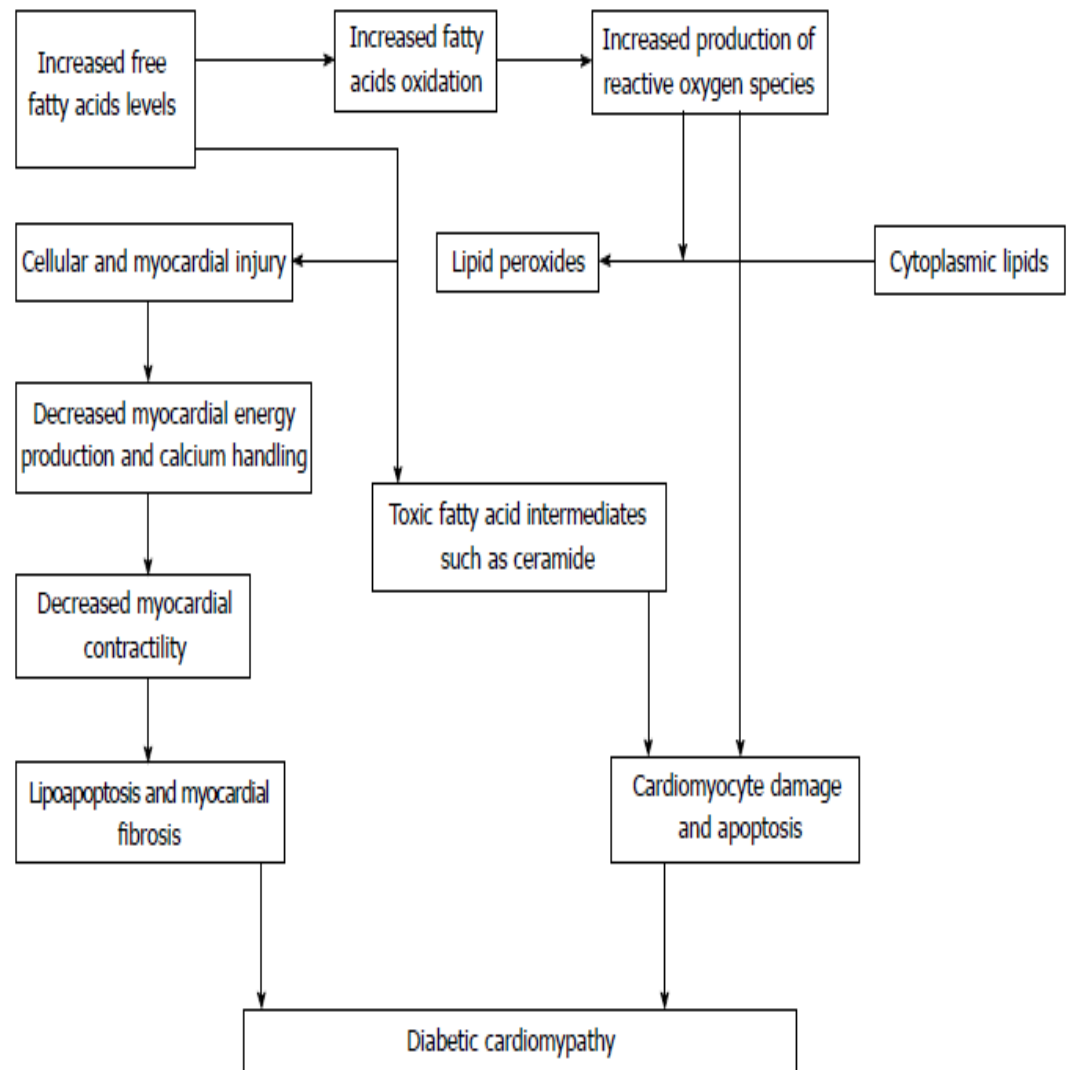 Increased free
fatty acids levels
Increased fatty
acids oxidation
Increased production of
reactive oxygen species
Cellular and myocardial injury
Lipid peroxides
Cytoplasmic lipids
Decreased myocardial energy
production and calcium handling
Toxic fatty acid intermediates
such as ceramide
Decreased myocardial
contractility
Lipoapoptosis and myocardial
fibrosis
Cardiomyocyte damage
and apoptosis
Diabetic cardiomypathy